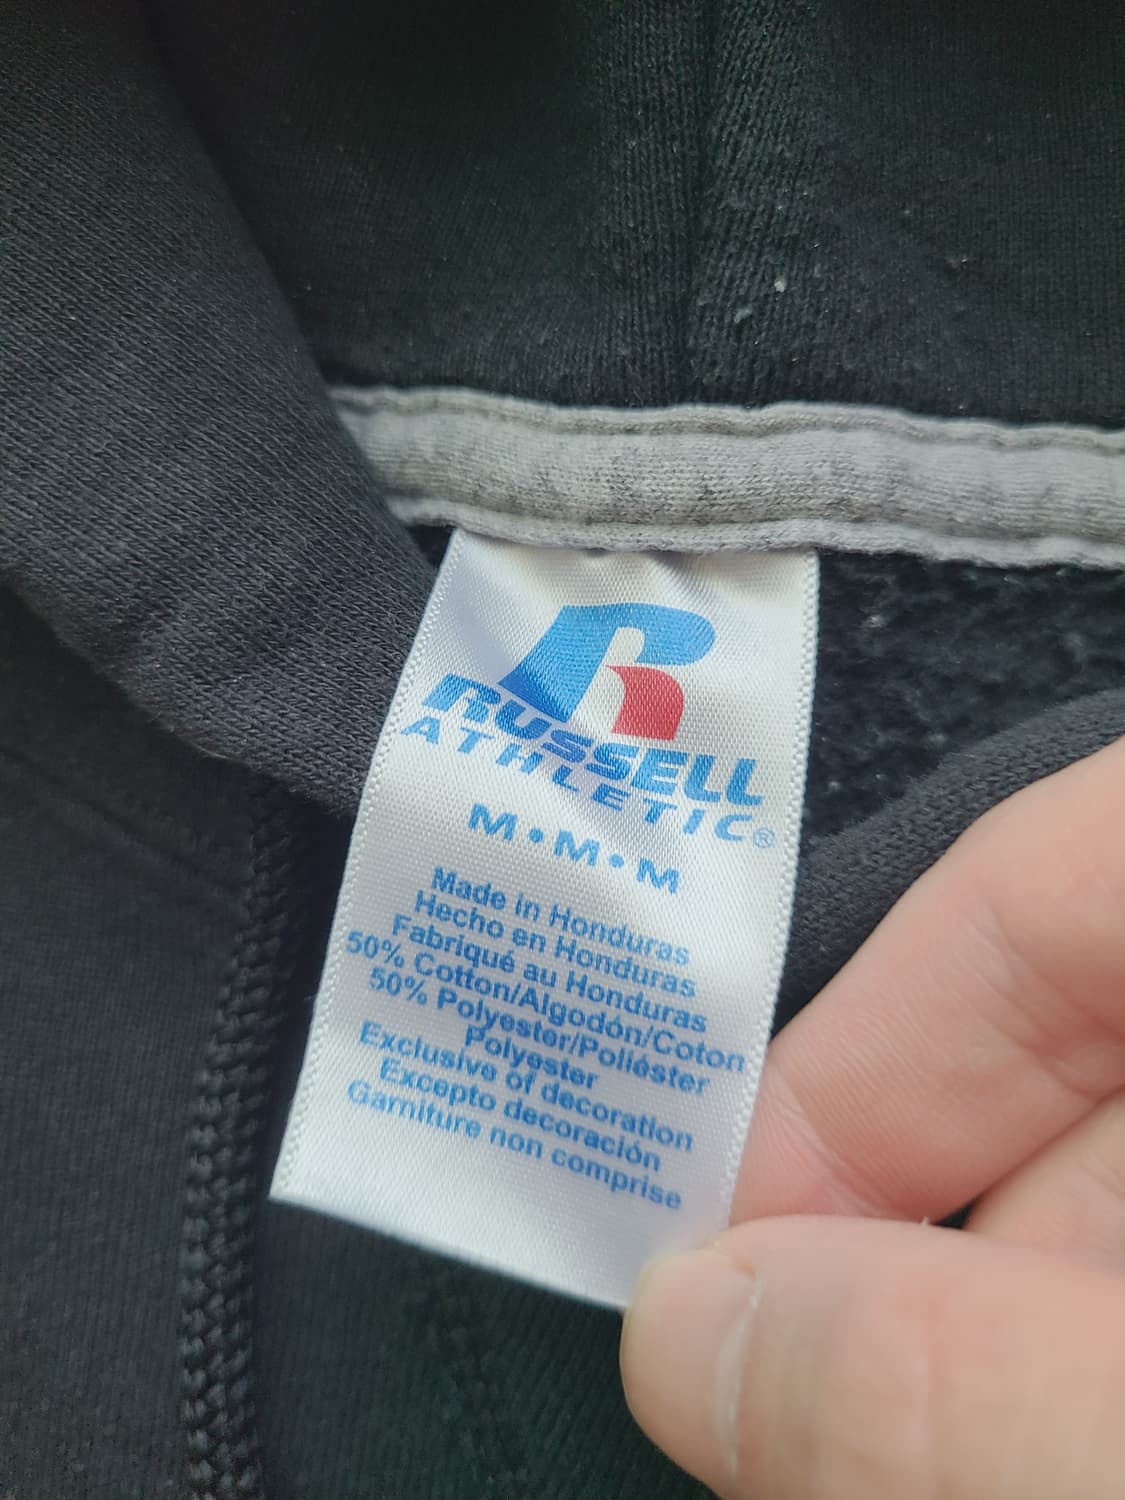 R
RUSSELL
ATHLETIC®
M•M•M
Made in Honduras
Hecho en Honduras
Fabriqué au Honduras
50% Cotton/Algodón/Coton
50% Polyester/Poliéster
Polyester
Exclusive of decoration
Excepto decoración
Garniture non comprise